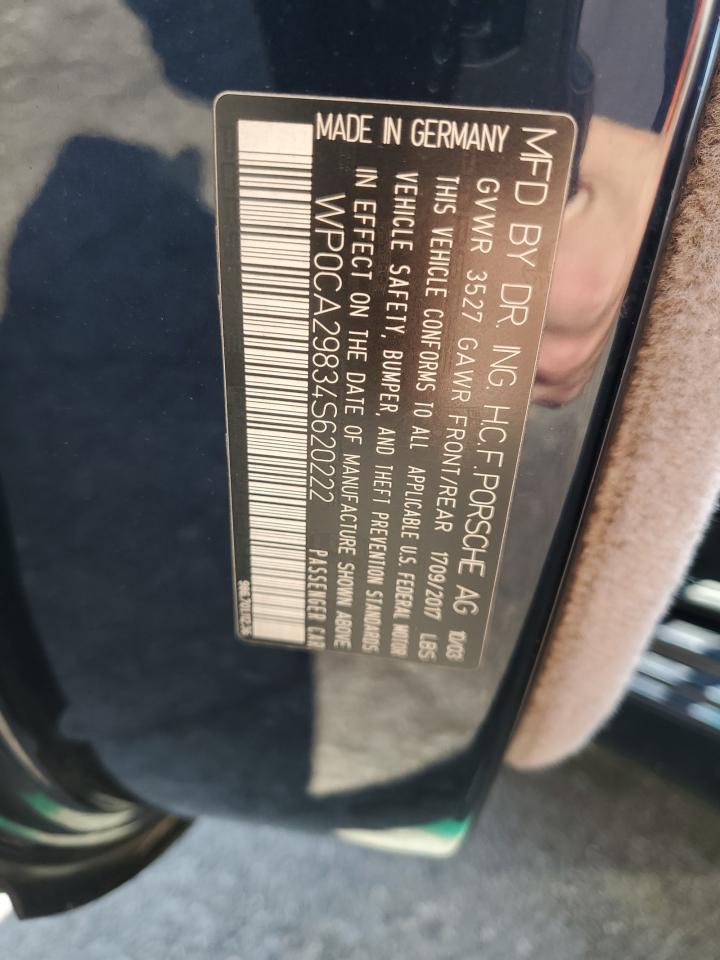 MFD BY DR. ING. H.C.F. PORSCHE AG 10/03
GVWR 3527 GAWR FRONT/REAR 1709/2017 LBS
THIS VEHICLE CONFORMS TO ALL APPLICABLE U.S. FEDERAL MOTOR
VEHICLE SAFETY, BUMPER, AND THEFT PREVENTION STANDARDS
IN EFFECT ON THE DATE OF MANUFACTURE SHOWN ABOVE
MADE IN GERMANY
WP0CA29834S620222 PASSENGER CAR